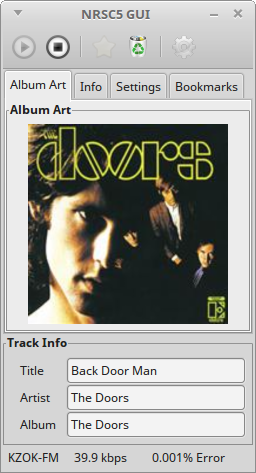 NRSC5 GUI
Album Art
Info
Settings
Bookmarks
Album Art
THE
doors
Track Info
Title Back Door Man
Artist The Doors
Album The Doors
KZOK-FM 39.9 kbps 0.001% Error